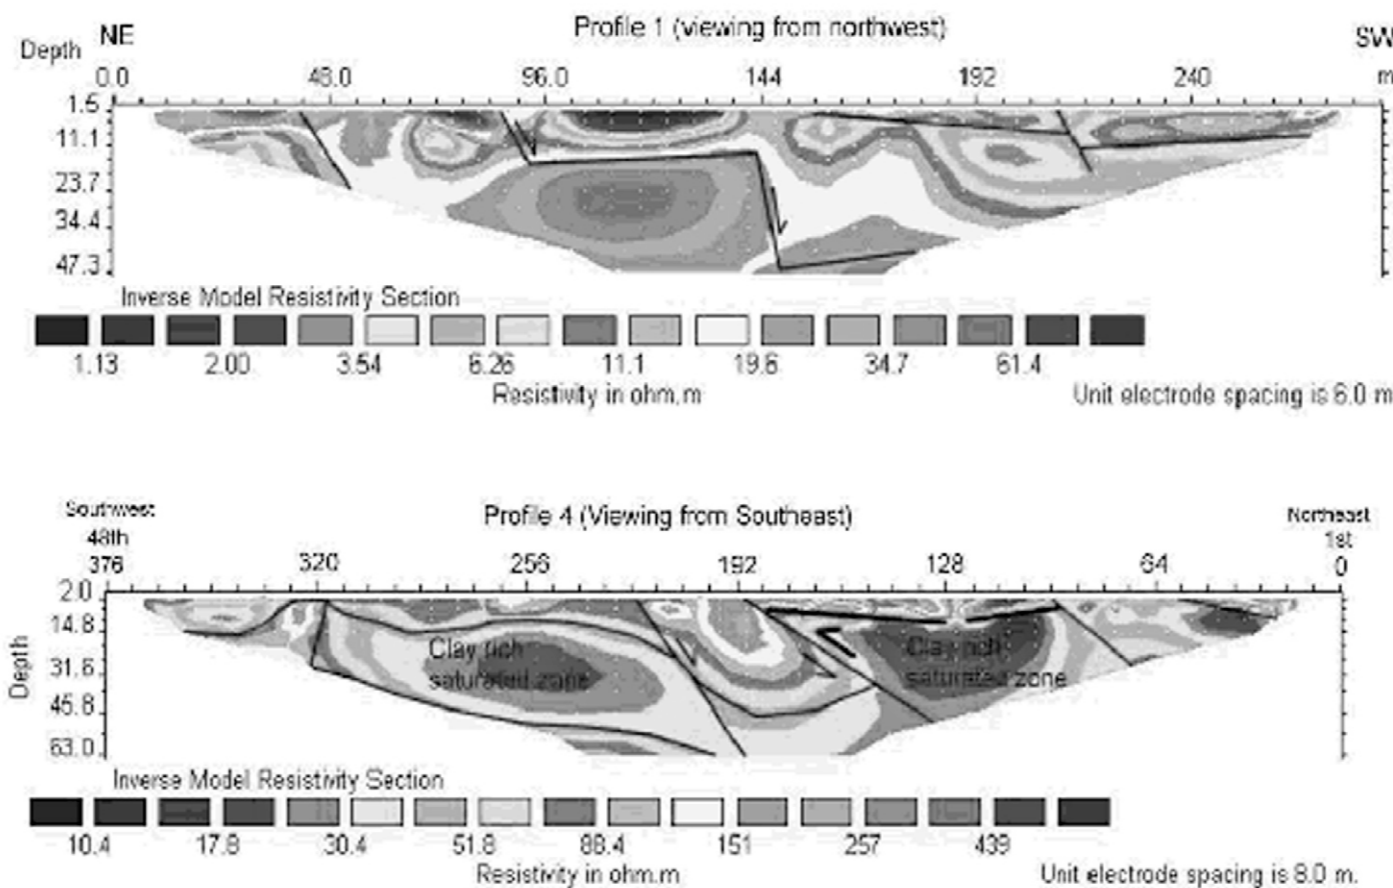 Profile 1 (viewing from northwest)
NE
SW
Depth
0.0 48.0 96.0 144 192 240 m
1.5
11.1
23.7
34.4
47.3
Inverse Model Resistivity Section
1.13 2.00 3.54 6.26 11.1 19.6 34.7 61.4
Resistivity in ohm.m
Unit electrode spacing is 6.0 m
Southwest
48th
Profile 4 (Viewing from Southeast)
Northeast
1st
376 320 256 192 128 64 0
2.0
14.8
31.6
45.8
63.0
Depth
Clay rich
saturated zone
Clay rich
saturated zone
Inverse Model Resistivity Section
10.4 17.8 30.4 51.8 88.4 151 257 439
Resistivity in ohm.m
Unit electrode spacing is 8.0 m.